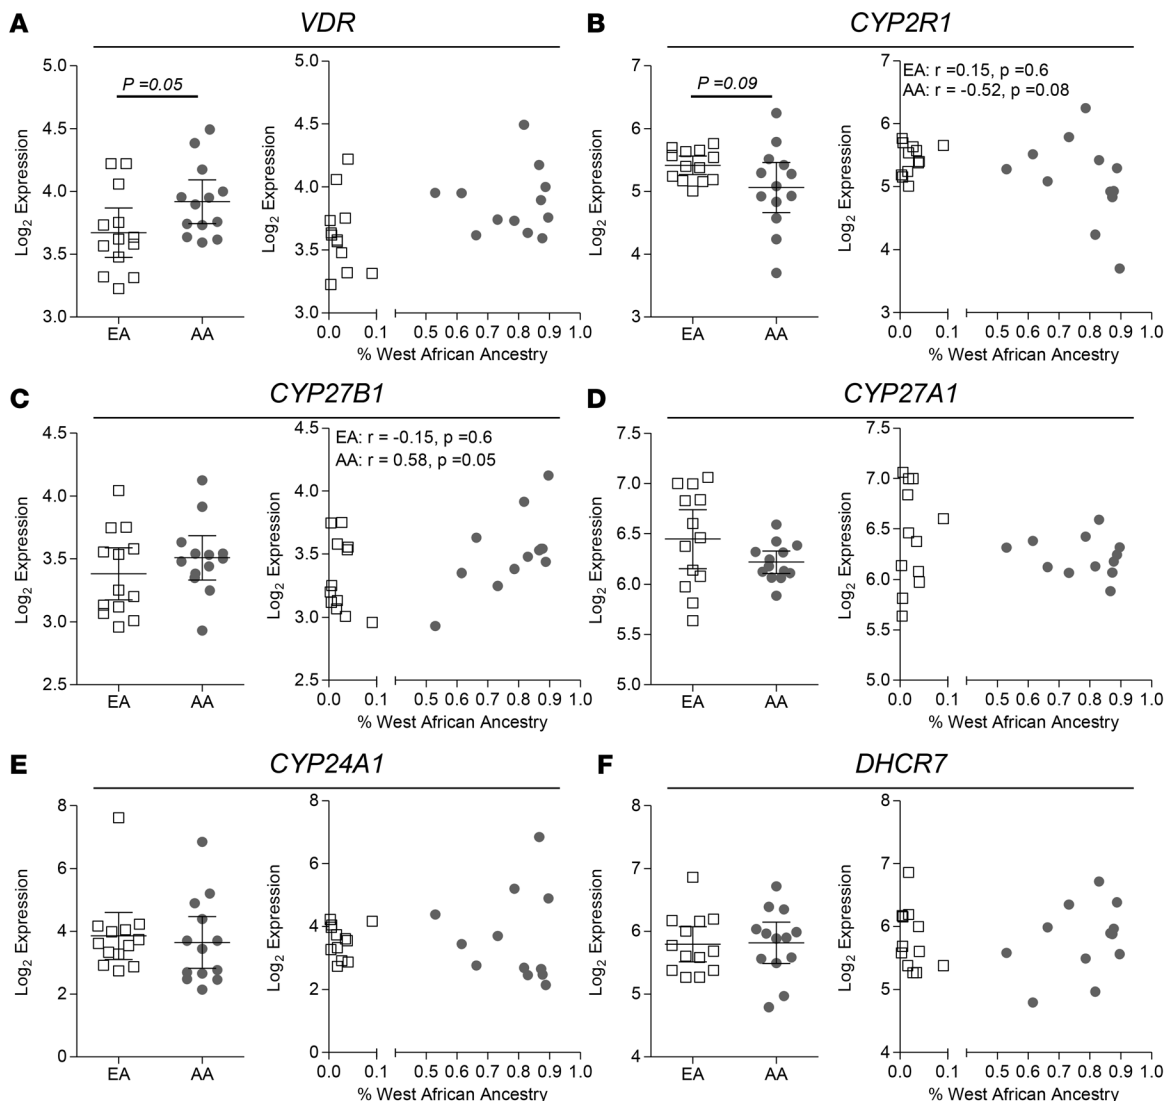 A
VDR
5.0
4.5
4.0
3.5
3.0
Log2 Expression
P =0.05
EA
AA
5.0
4.5
4.0
3.5
3.0
Log2 Expression
0.0
0.1
0.5 0.6 0.7 0.8 0.9 1.0
% West African Ancestry
B
CYP2R1
7
6
5
4
3
Log2 Expression
P =0.09
EA
AA
7
6
5
4
3
Log2 Expression
EA: r =0.15, p =0.6
AA: r = -0.52, p =0.08
0.0
0.1
0.5 0.6 0.7 0.8 0.9 1.0
% West African Ancestry
C
CYP27B1
4.5
4.0
3.5
3.0
2.5
Log2 Expression
EA
AA
4.5
4.0
3.5
3.0
2.5
Log2 Expression
EA: r = -0.15, p =0.6
AA: r = 0.58, p =0.05
0.0
0.1
0.5 0.6 0.7 0.8 0.9 1.0
% West African Ancestry
D
CYP27A1
7.5
7.0
6.5
6.0
5.5
5.0
Log2 Expression
EA
AA
7.5
7.0
6.5
6.0
5.5
5.0
Log2 Expression
0.0
0.1
0.5 0.6 0.7 0.8 0.9 1.0
% West African Ancestry
E
CYP24A1
8
6
4
2
0
Log2 Expression
EA
AA
8
6
4
2
0
Log2 Expression
0.0
0.1
0.5 0.6 0.7 0.8 0.9 1.0
% West African Ancestry
F
DHCR7
8
7
6
5
4
Log2 Expression
EA
AA
8
7
6
5
4
Log2 Expression
0.0
0.1
0.5 0.6 0.7 0.8 0.9 1.0
% West African Ancestry